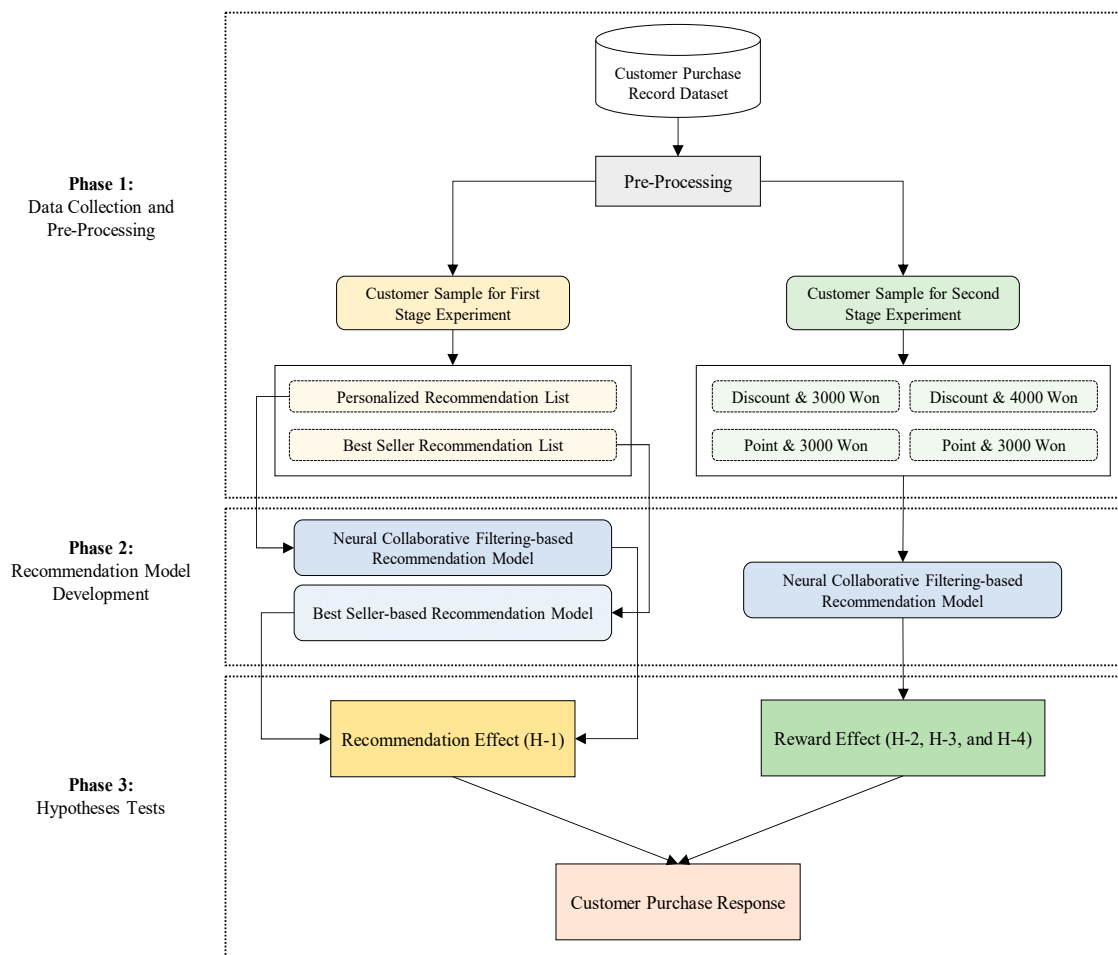 Customer Purchase
Record Dataset
Pre-Processing
Phase 1:
Data Collection and
Pre-Processing
Customer Sample for First
Stage Experiment
Customer Sample for Second
Stage Experiment
Personalized Recommendation List
Best Seller Recommendation List
Discount & 3000 Won
Discount & 4000 Won
Point & 3000 Won
Point & 3000 Won
Phase 2:
Recommendation Model
Development
Neural Collaborative Filtering-based
Recommendation Model
Best Seller-based Recommendation Model
Neural Collaborative Filtering-based
Recommendation Model
Phase 3:
Hypotheses Tests
Recommendation Effect (H-1)
Reward Effect (H-2, H-3, and H-4)
Customer Purchase Response